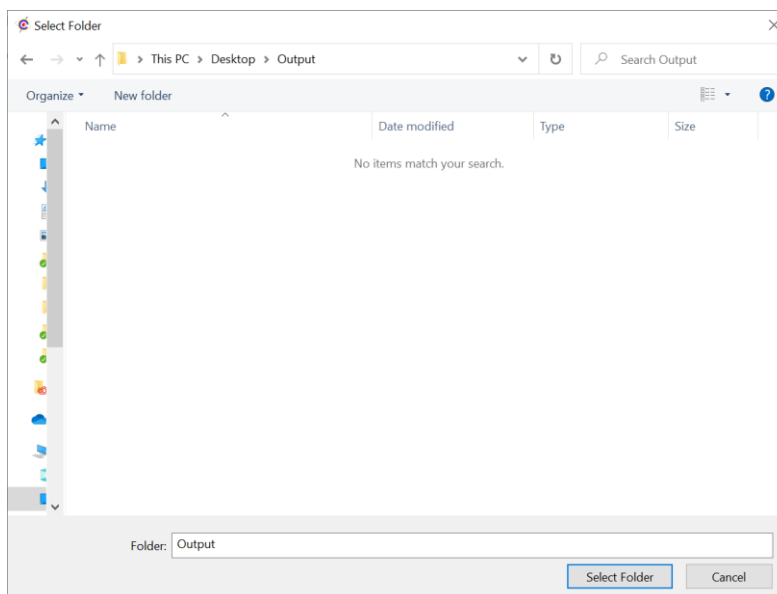 Select Folder
This PC > Desktop > Output
Search Output
Organize
New folder
?
Name
Date modified
Type
Size
No items match your search.
Folder:
Output
Select Folder
Cancel